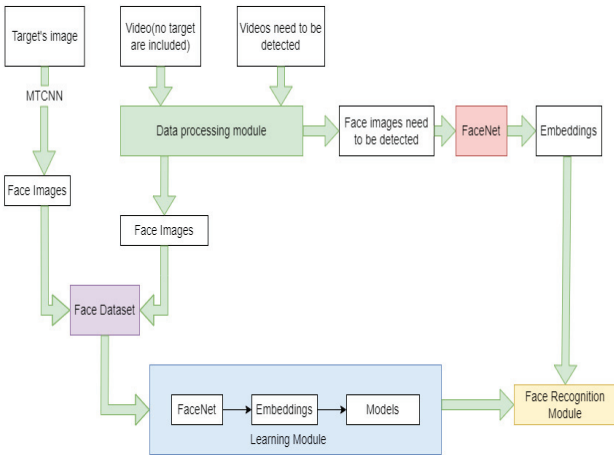 Target's image
Video(no target
are included)
Videos need to be
detected
MTCNN
Data processing module
Face images need
to be detected
FaceNet
Embeddings
Face Images
Face Images
Face Dataset
FaceNet
Embeddings
Models
Learning Module
Face Recognition
Module